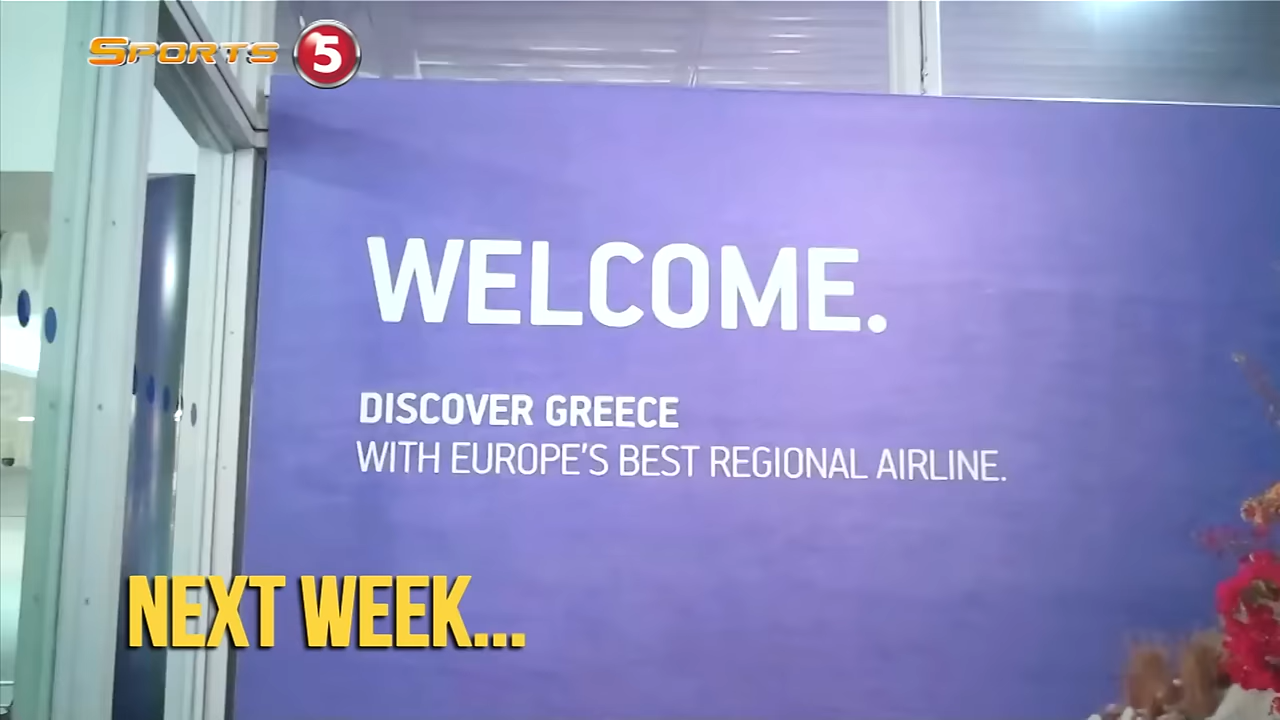 SPORTS 5
WELCOME.
DISCOVER GREECE
WITH EUROPE'S BEST REGIONAL AIRLINE.
NEXT WEEK...